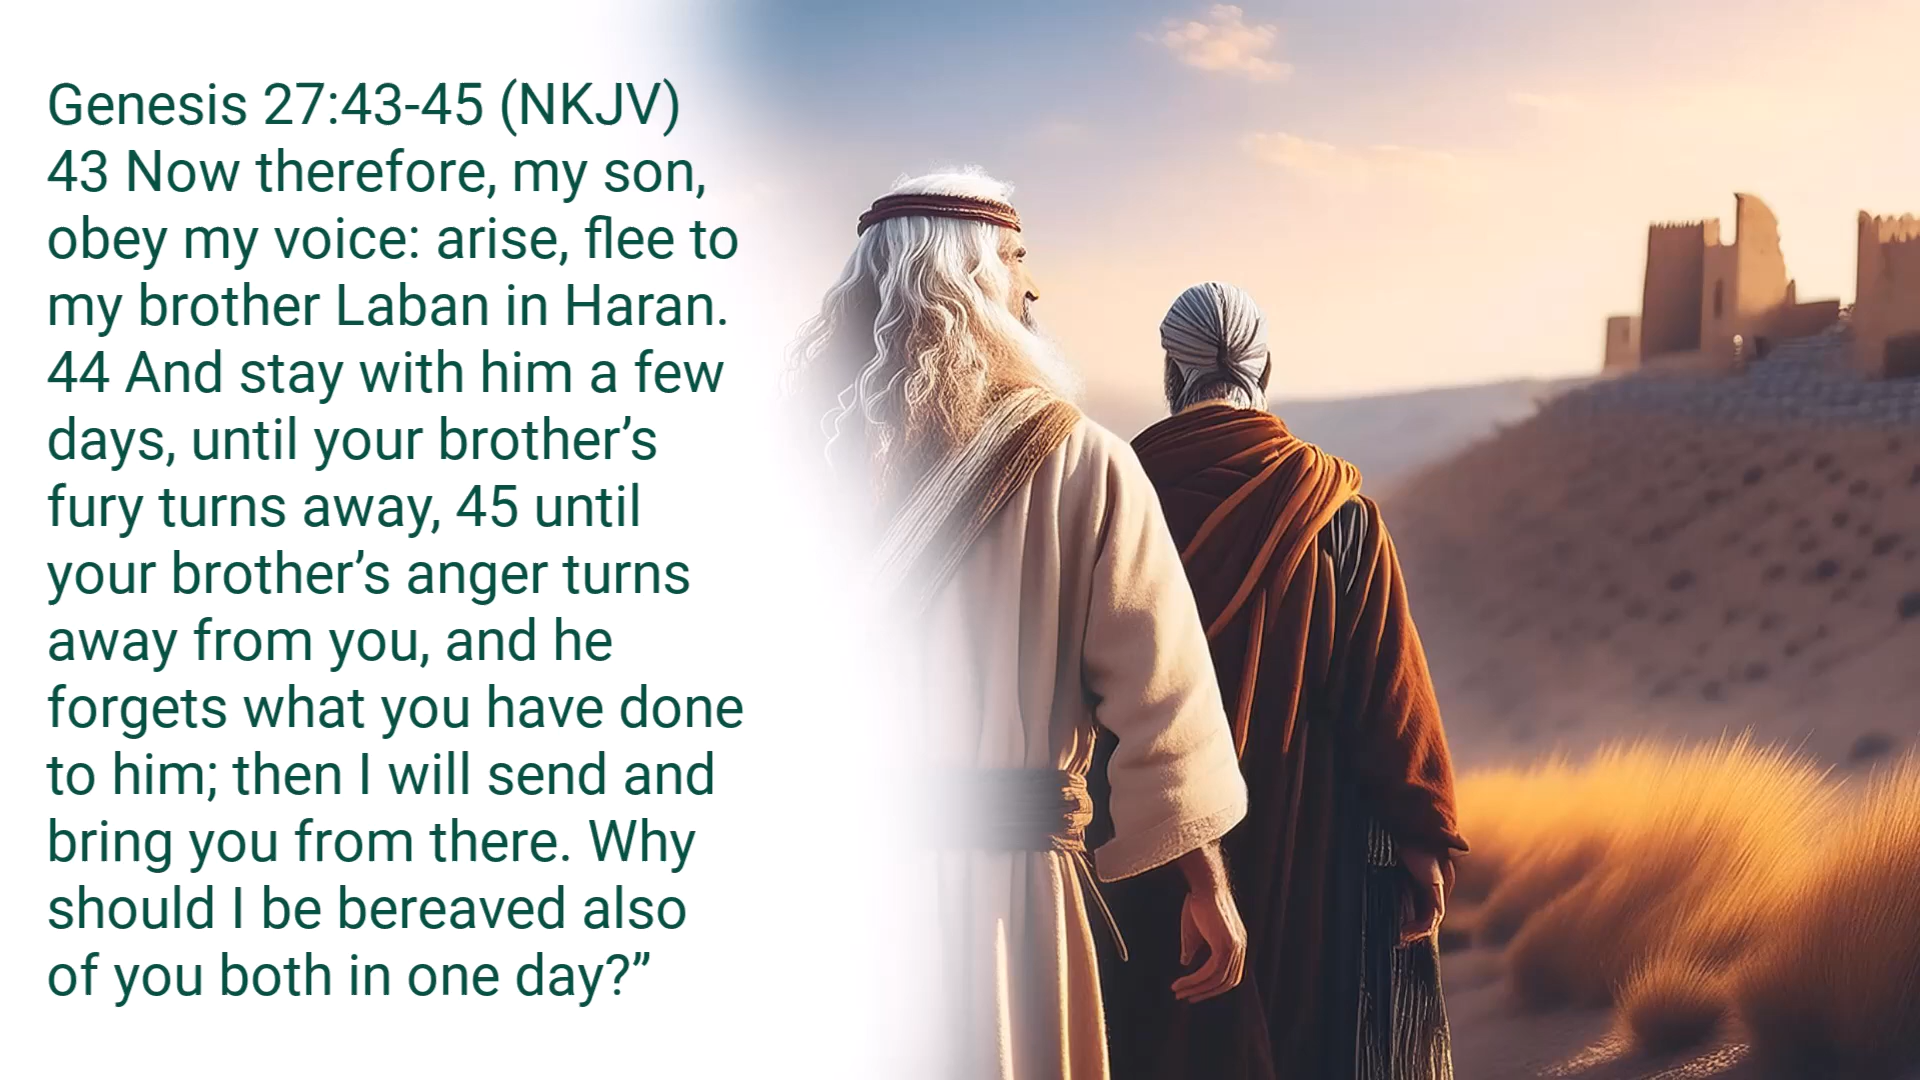 Genesis 27:43-45 (NKJV)
43 Now therefore, my son,
obey my voice: arise, flee to
my brother Laban in Haran.
44 And stay with him a few
days, until your brother’s
fury turns away, 45 until
your brother’s anger turns
away from you, and he
forgets what you have done
to him; then I will send and
bring you from there. Why
should I be bereaved also
of you both in one day?”